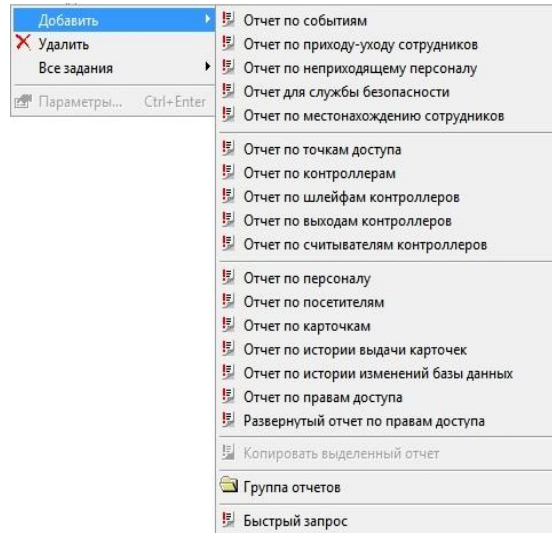 Добавить
Удалить
Все задания
Параметры... Ctrl+Enter
Отчет по событиям
Отчет по приходу-уходу сотрудников
Отчет по неприходящему персоналу
Отчет для службы безопасности
Отчет по местонахождению сотрудников
Отчет по точкам доступа
Отчет по контроллерам
Отчет по шлейфам контроллеров
Отчет по выходам контроллеров
Отчет по считывателям контроллеров
Отчет по персоналу
Отчет по посетителям
Отчет по карточкам
Отчет по истории выдачи карточек
Отчет по истории изменений базы данных
Отчет по правам доступа
Развернутый отчет по правам доступа
Копировать выделенный отчет
Группа отчетов
Быстрый запрос